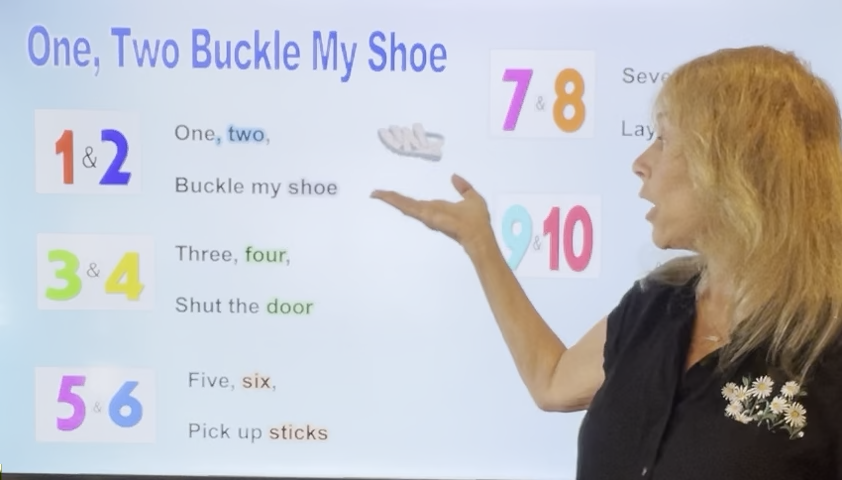 One, Two Buckle My Shoe
1 & 2
One, two,
Buckle my shoe
3 & 4
Three, four,
Shut the door
5 & 6
Five, six,
Pick up sticks
7 & 8
9 & 10